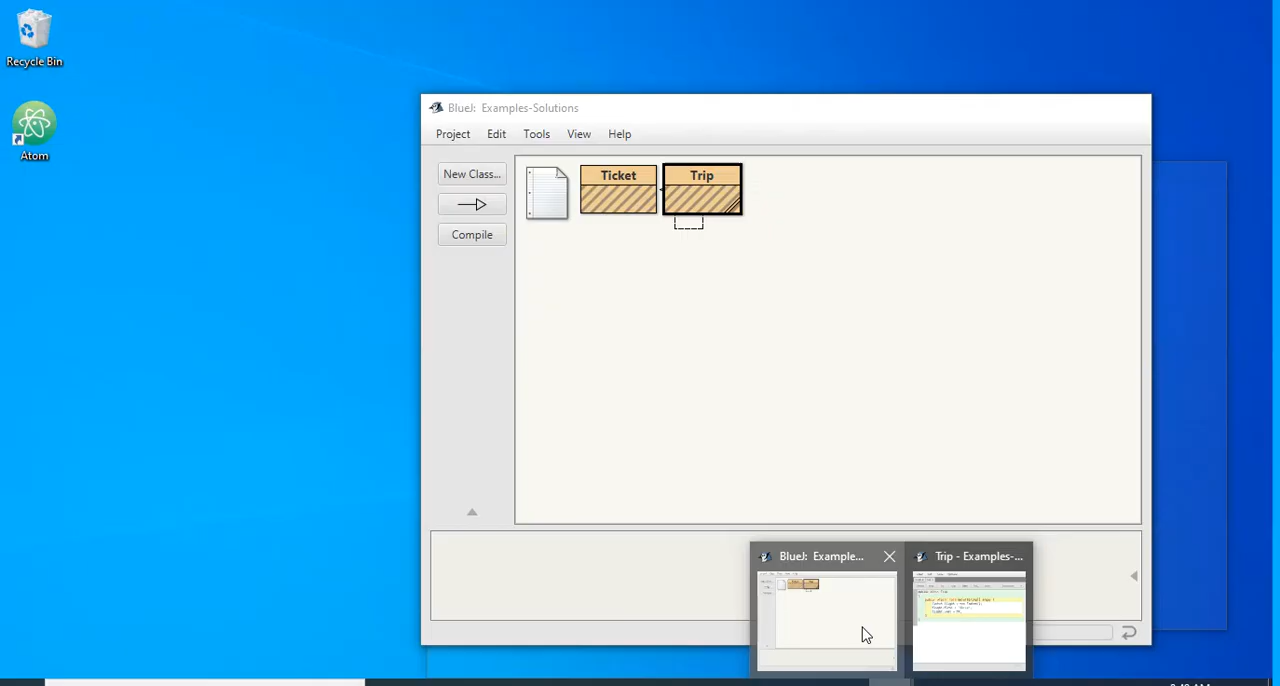 Recycle Bin
Atom
BlueJ: Examples-Solutions
Project Edit Tools View Help
New Class...
Compile
Ticket
Trip
BlueJ: Example...
Trip - Examples-...